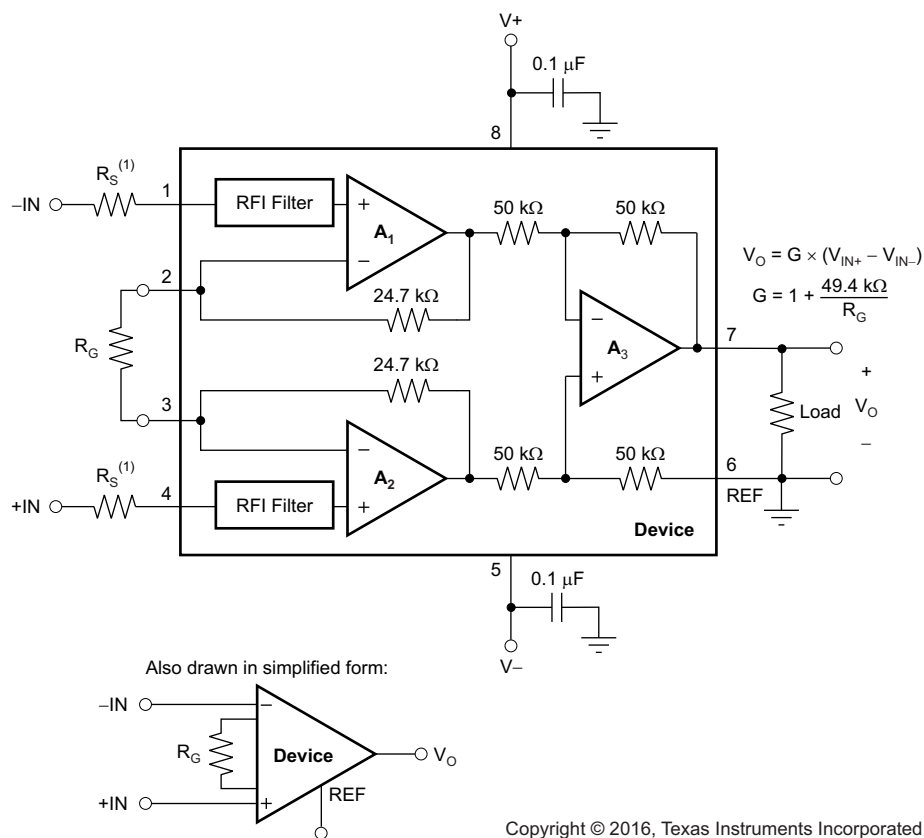 V+
0.1 μF
8
R_S^(1)
–IN
1
RFI Filter
+
A_1
–
50 kΩ
50 kΩ
2
24.7 kΩ
R_G
V_O = G × (V_IN+ – V_IN–)
G = 1 + 49.4 kΩ / R_G
–
A_3
+
7
+
Load
V_O
–
3
24.7 kΩ
R_S^(1)
+IN
4
RFI Filter
–
A_2
+
50 kΩ
50 kΩ
6
REF
Device
5
0.1 μF
V–
Also drawn in simplified form:
–IN
–
R_G
Device
V_O
+IN
+
REF
Copyright © 2016, Texas Instruments Incorporated